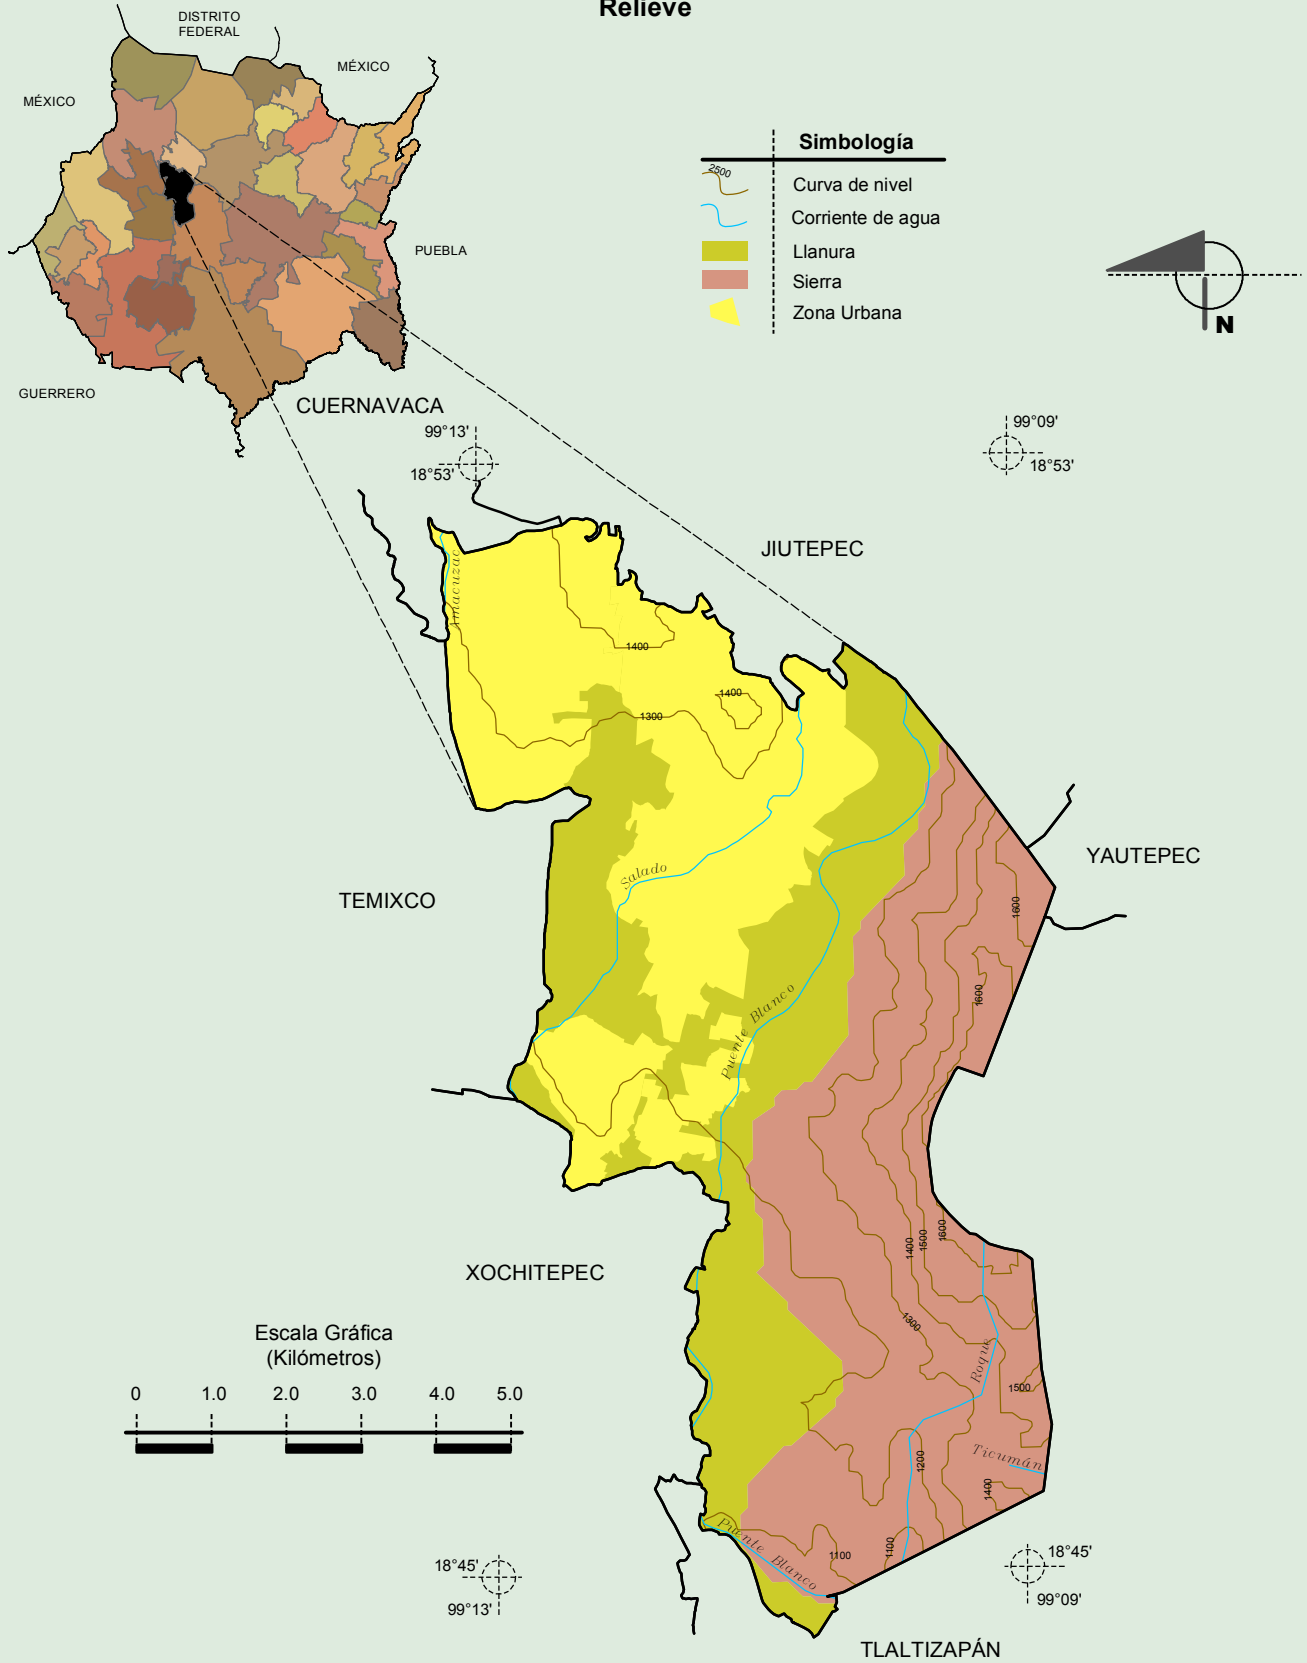 Relieve
DISTRITO
FEDERAL
MÉXICO
MÉXICO
PUEBLA
GUERRERO
Simbología
2500
Curva de nivel
Corriente de agua
Llanura
Sierra
Zona Urbana
N
CUERNAVACA
99°13'
18°53'
99°09'
18°53'
JIUTEPEC
Amacuzac
1400
1400
1300
YAUTEPEC
TEMIXCO
Salado
1600
1600
Puente Blanco
1400
1500
1600
XOCHITEPEC
1300
Roque
1500
Escala Gráfica
(Kilómetros)
0 1.0 2.0 3.0 4.0 5.0
1200
Ticumán
1400
Puente Blanco
1100
1100
18°45'
99°13'
18°45'
99°09'
TLALTIZAPÁN